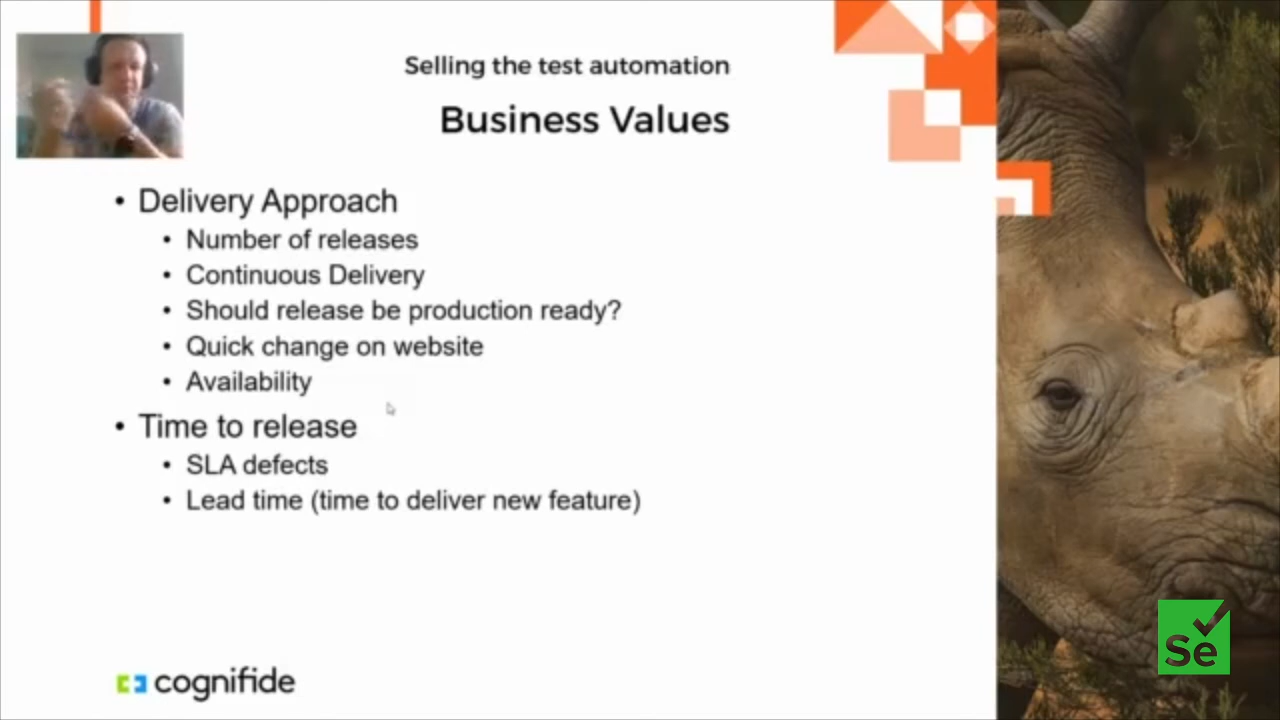 Selling the test automation
Business Values
• Delivery Approach
• Number of releases
• Continuous Delivery
• Should release be production ready?
• Quick change on website
• Availability
• Time to release
• SLA defects
• Lead time (time to deliver new feature)
cognifide
Se